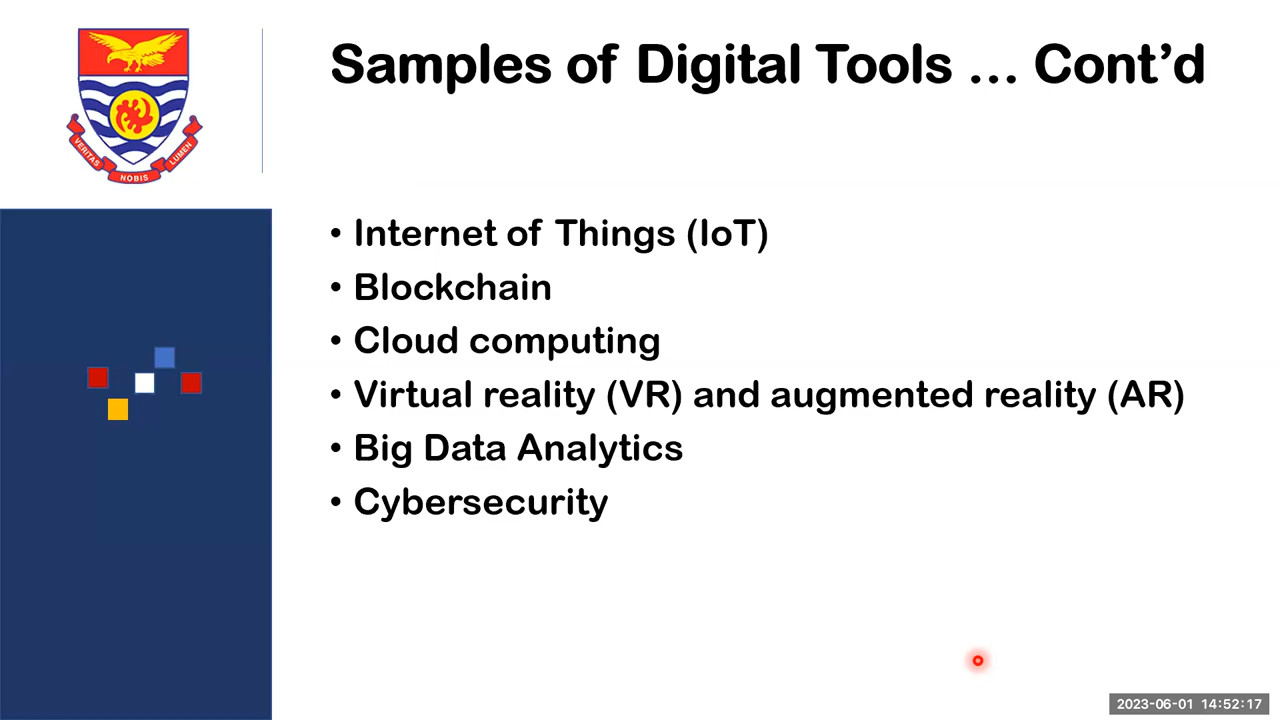 VERITAS
NOBIS
LUMEN
Samples of Digital Tools … Cont’d
• Internet of Things (IoT)
• Blockchain
• Cloud computing
• Virtual reality (VR) and augmented reality (AR)
• Big Data Analytics
• Cybersecurity
2023-06-01 14:52:17